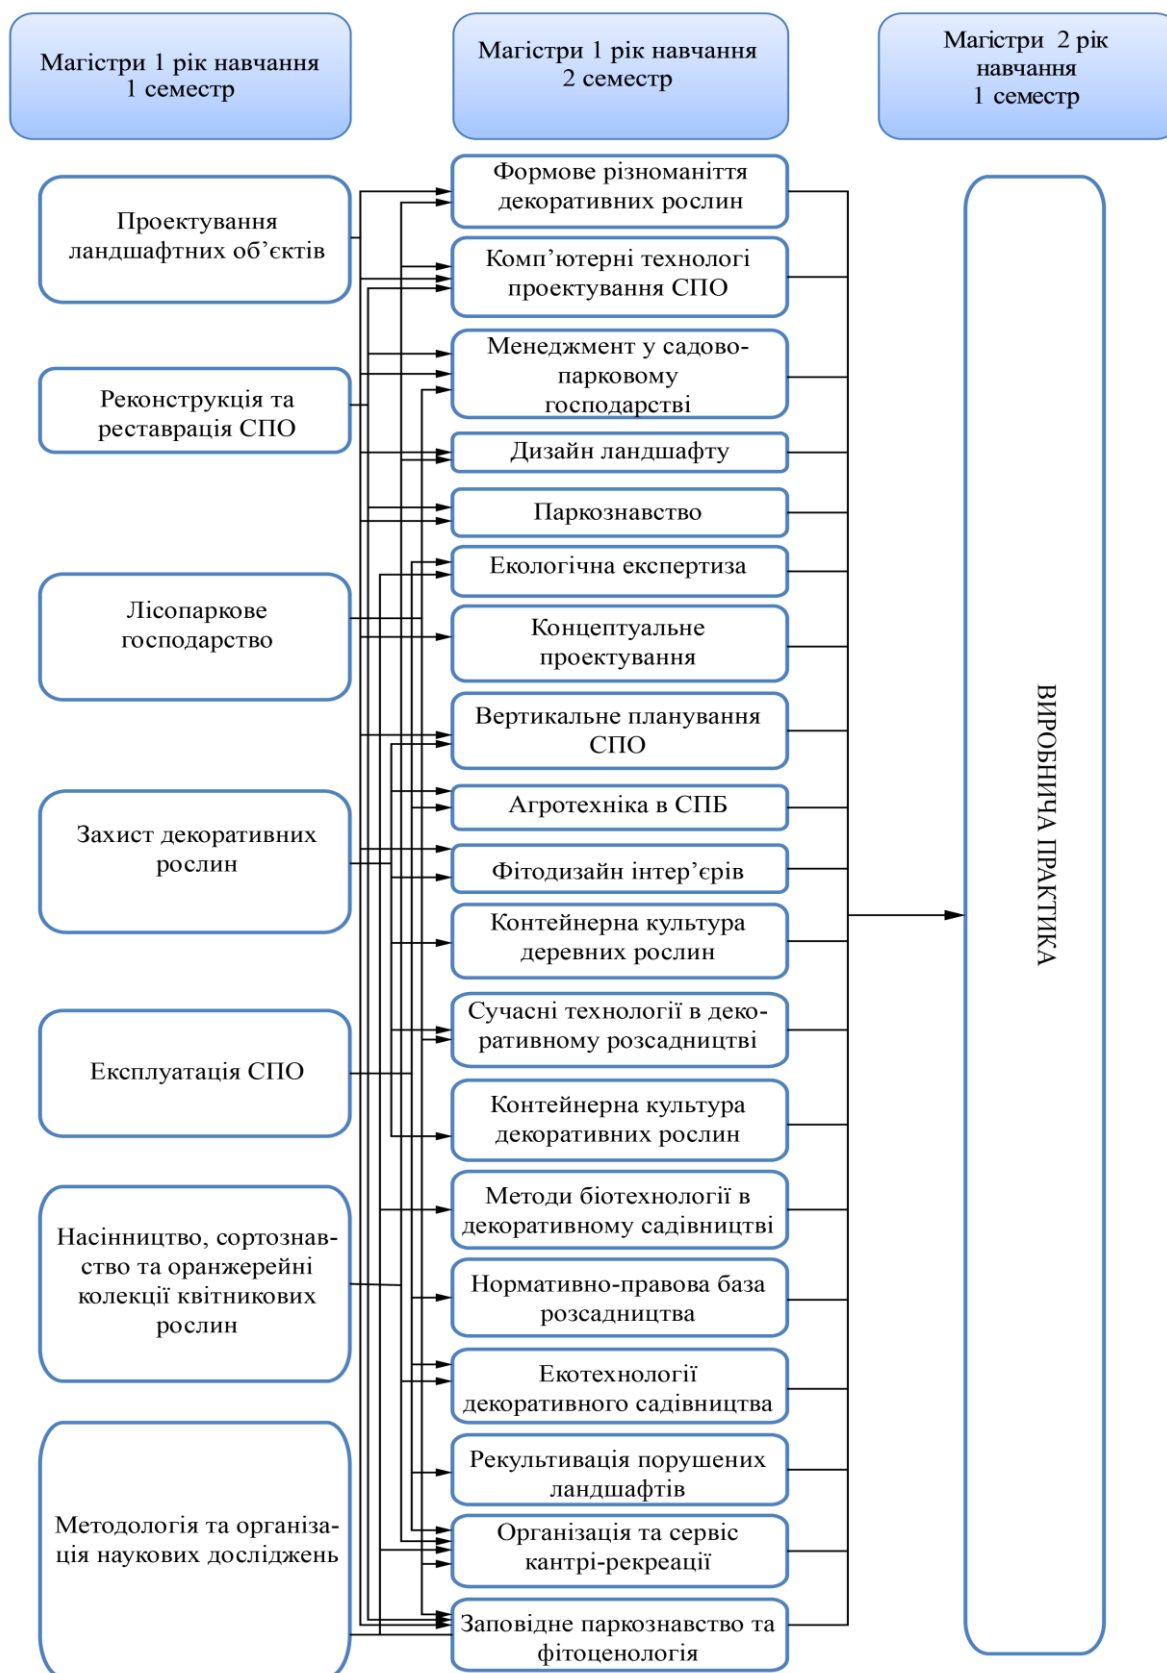 Магістри 1 рік навчання
1 семестр
Магістри 1 рік навчання
2 семестр
Магістри 2 рік
навчання
1 семестр
Проектування
ландшафтних об’єктів
Реконструкція та
реставрація СПО
Лісопаркове
господарство
Захист декоративних
рослин
Експлуатація СПО
Насінництво, сортознав-
ство та оранжерейні
колекції квітникових
рослин
Методологія та організа-
ція наукових досліджень
Формове різноманіття
декоративних рослин
Комп’ютерні технологі
проектування СПО
Менеджмент у садово-
парковому
господарстві
Дизайн ландшафту
Паркознавство
Екологічна експертиза
Концептуальне
проектування
Вертикальне планування
СПО
Агротехніка в СПБ
Фітодизайн інтер’єрів
Контейнерна культура
деревних рослин
Сучасні технології в деко-
ративному розсадництві
Контейнерна культура
декоративних рослин
Методи біотехнології в
декоративному садівництві
Нормативно-правова база
розсадництва
Екотехнології
декоративного садівництва
Рекультивація порушених
ландшафтів
Організація та сервіс
кантрі-рекреації
Заповідне паркознавство та
фітоценологія
ВИРОБНИЧА ПРАКТИКА